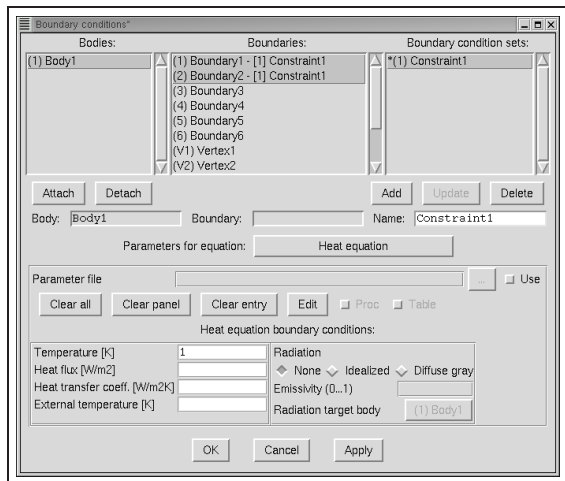 Boundary conditions*
Bodies: Boundaries: Boundary condition sets:
(1) Body1
(1) Boundary1 - [1] Constraint1
(2) Boundary2 - [1] Constraint1
(3) Boundary3
(4) Boundary4
(5) Boundary5
(6) Boundary6
(V1) Vertex1
(V2) Vertex2
*(1) Constraint1
Attach Detach Add Update Delete
Body: Body1 Boundary: Name: Constraint1
Parameters for equation: Heat equation
Parameter file ... Use
Clear all Clear panel Clear entry Edit Proc Table
Heat equation boundary conditions:
Temperature [K] 1
Heat flux [W/m2]
Heat transfer coeff. [W/m2K]
External temperature [K]
Radiation
None Idealized Diffuse gray
Emissivity (0...1)
Radiation target body (1) Body1
OK Cancel Apply